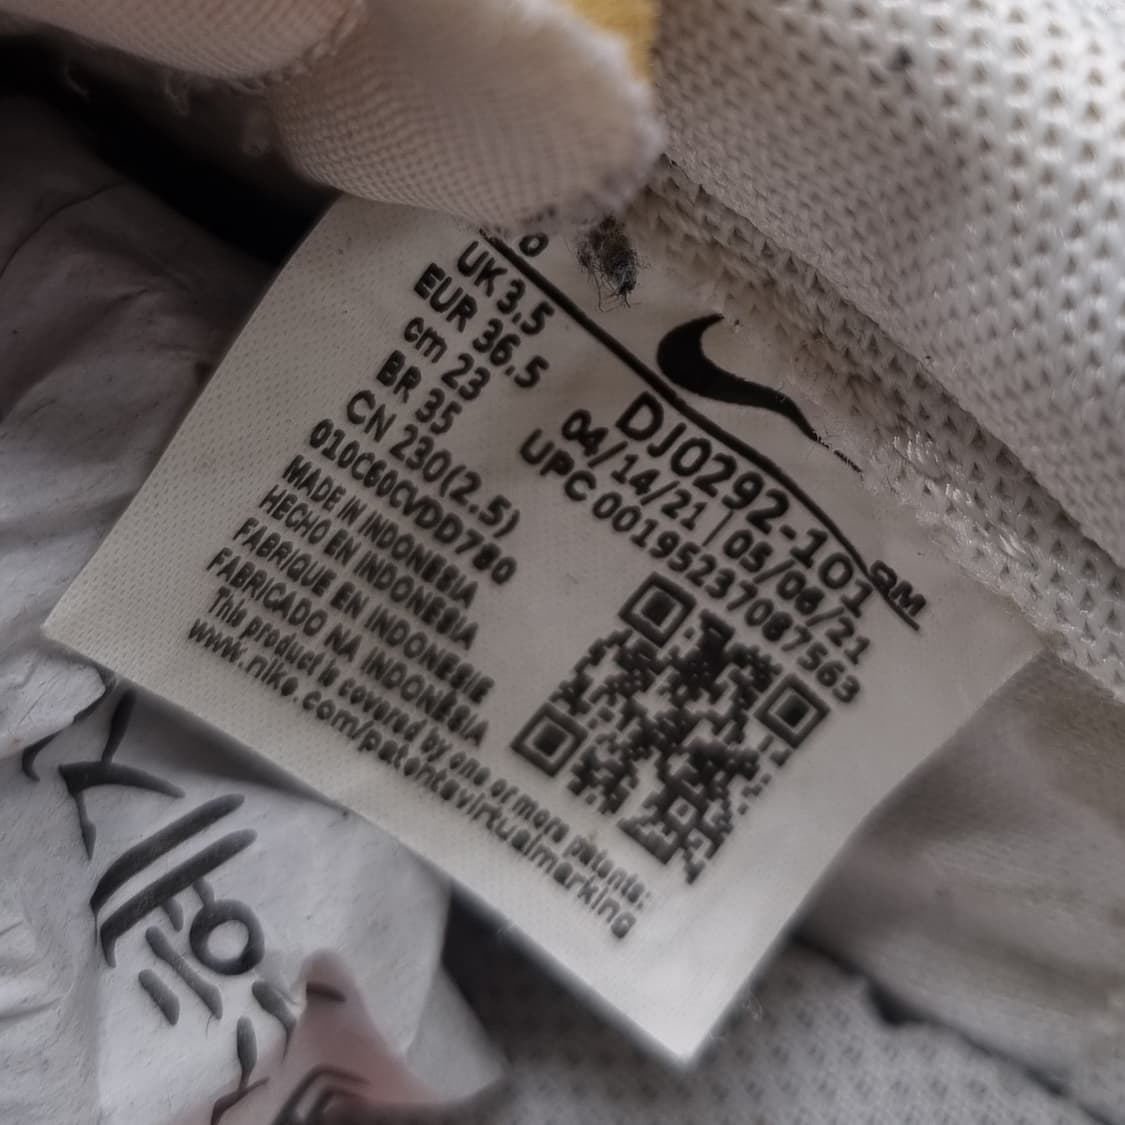 UK 3.5
EUR 36.5
cm 23
BR 35
CN 230(2.5)
010C60CVDD780
MADE IN INDONESIA
HECHO EN INDONESIA
FABRIQUE EN INDONESIE
FABRICADO NA INDONÉSIA
This product is covered by one or more patents:
www.nike.com/patentsvirtualmarking
DJ0292-101
04/14/21 | 05/06/21
UPC 00195237087563